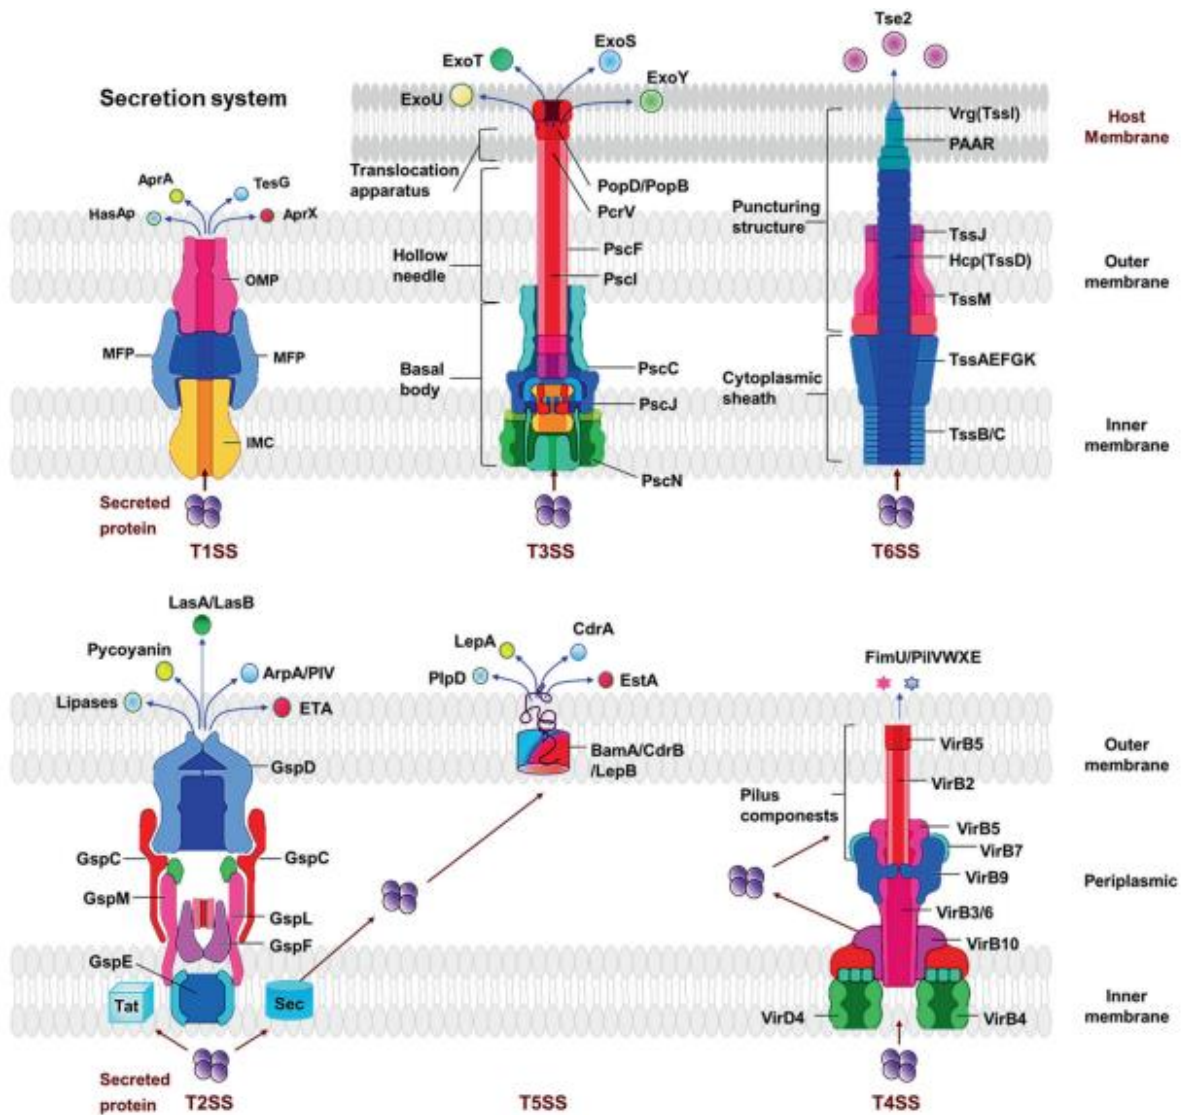 Secretion system
AprA
TesG
HasAp
AprX
OMP
MFP
MFP
IMC
Secreted
protein
T1SS
ExoT
ExoS
ExoU
ExoY
Translocation
apparatus
PopD/PopB
PcrV
Hollow
needle
PscF
PscI
Basal
body
PscC
PscJ
PscN
T3SS
Tse2
Vrg(TssI)
PAAR
Puncturing
structure
TssJ
Hcp(TssD)
TssM
Cytoplasmic
sheath
TssAEFGK
TssB/C
T6SS
Host
Membrane
Outer
membrane
Inner
membrane
LasA/LasB
Pycoyanin
ArpA/PIV
Lipases
ETA
GspD
GspC
GspC
GspM
GspL
GspF
GspE
Tat
Sec
Secreted
protein
T2SS
LepA
CdrA
PlpD
EstA
BamA/CdrB
/LepB
T5SS
FimU/PilVWXE
VirB5
VirB2
Pilus
componests
VirB5
VirB7
VirB9
VirB3/6
VirB10
VirD4
VirB4
T4SS
Outer
membrane
Periplasmic
Inner
membrane